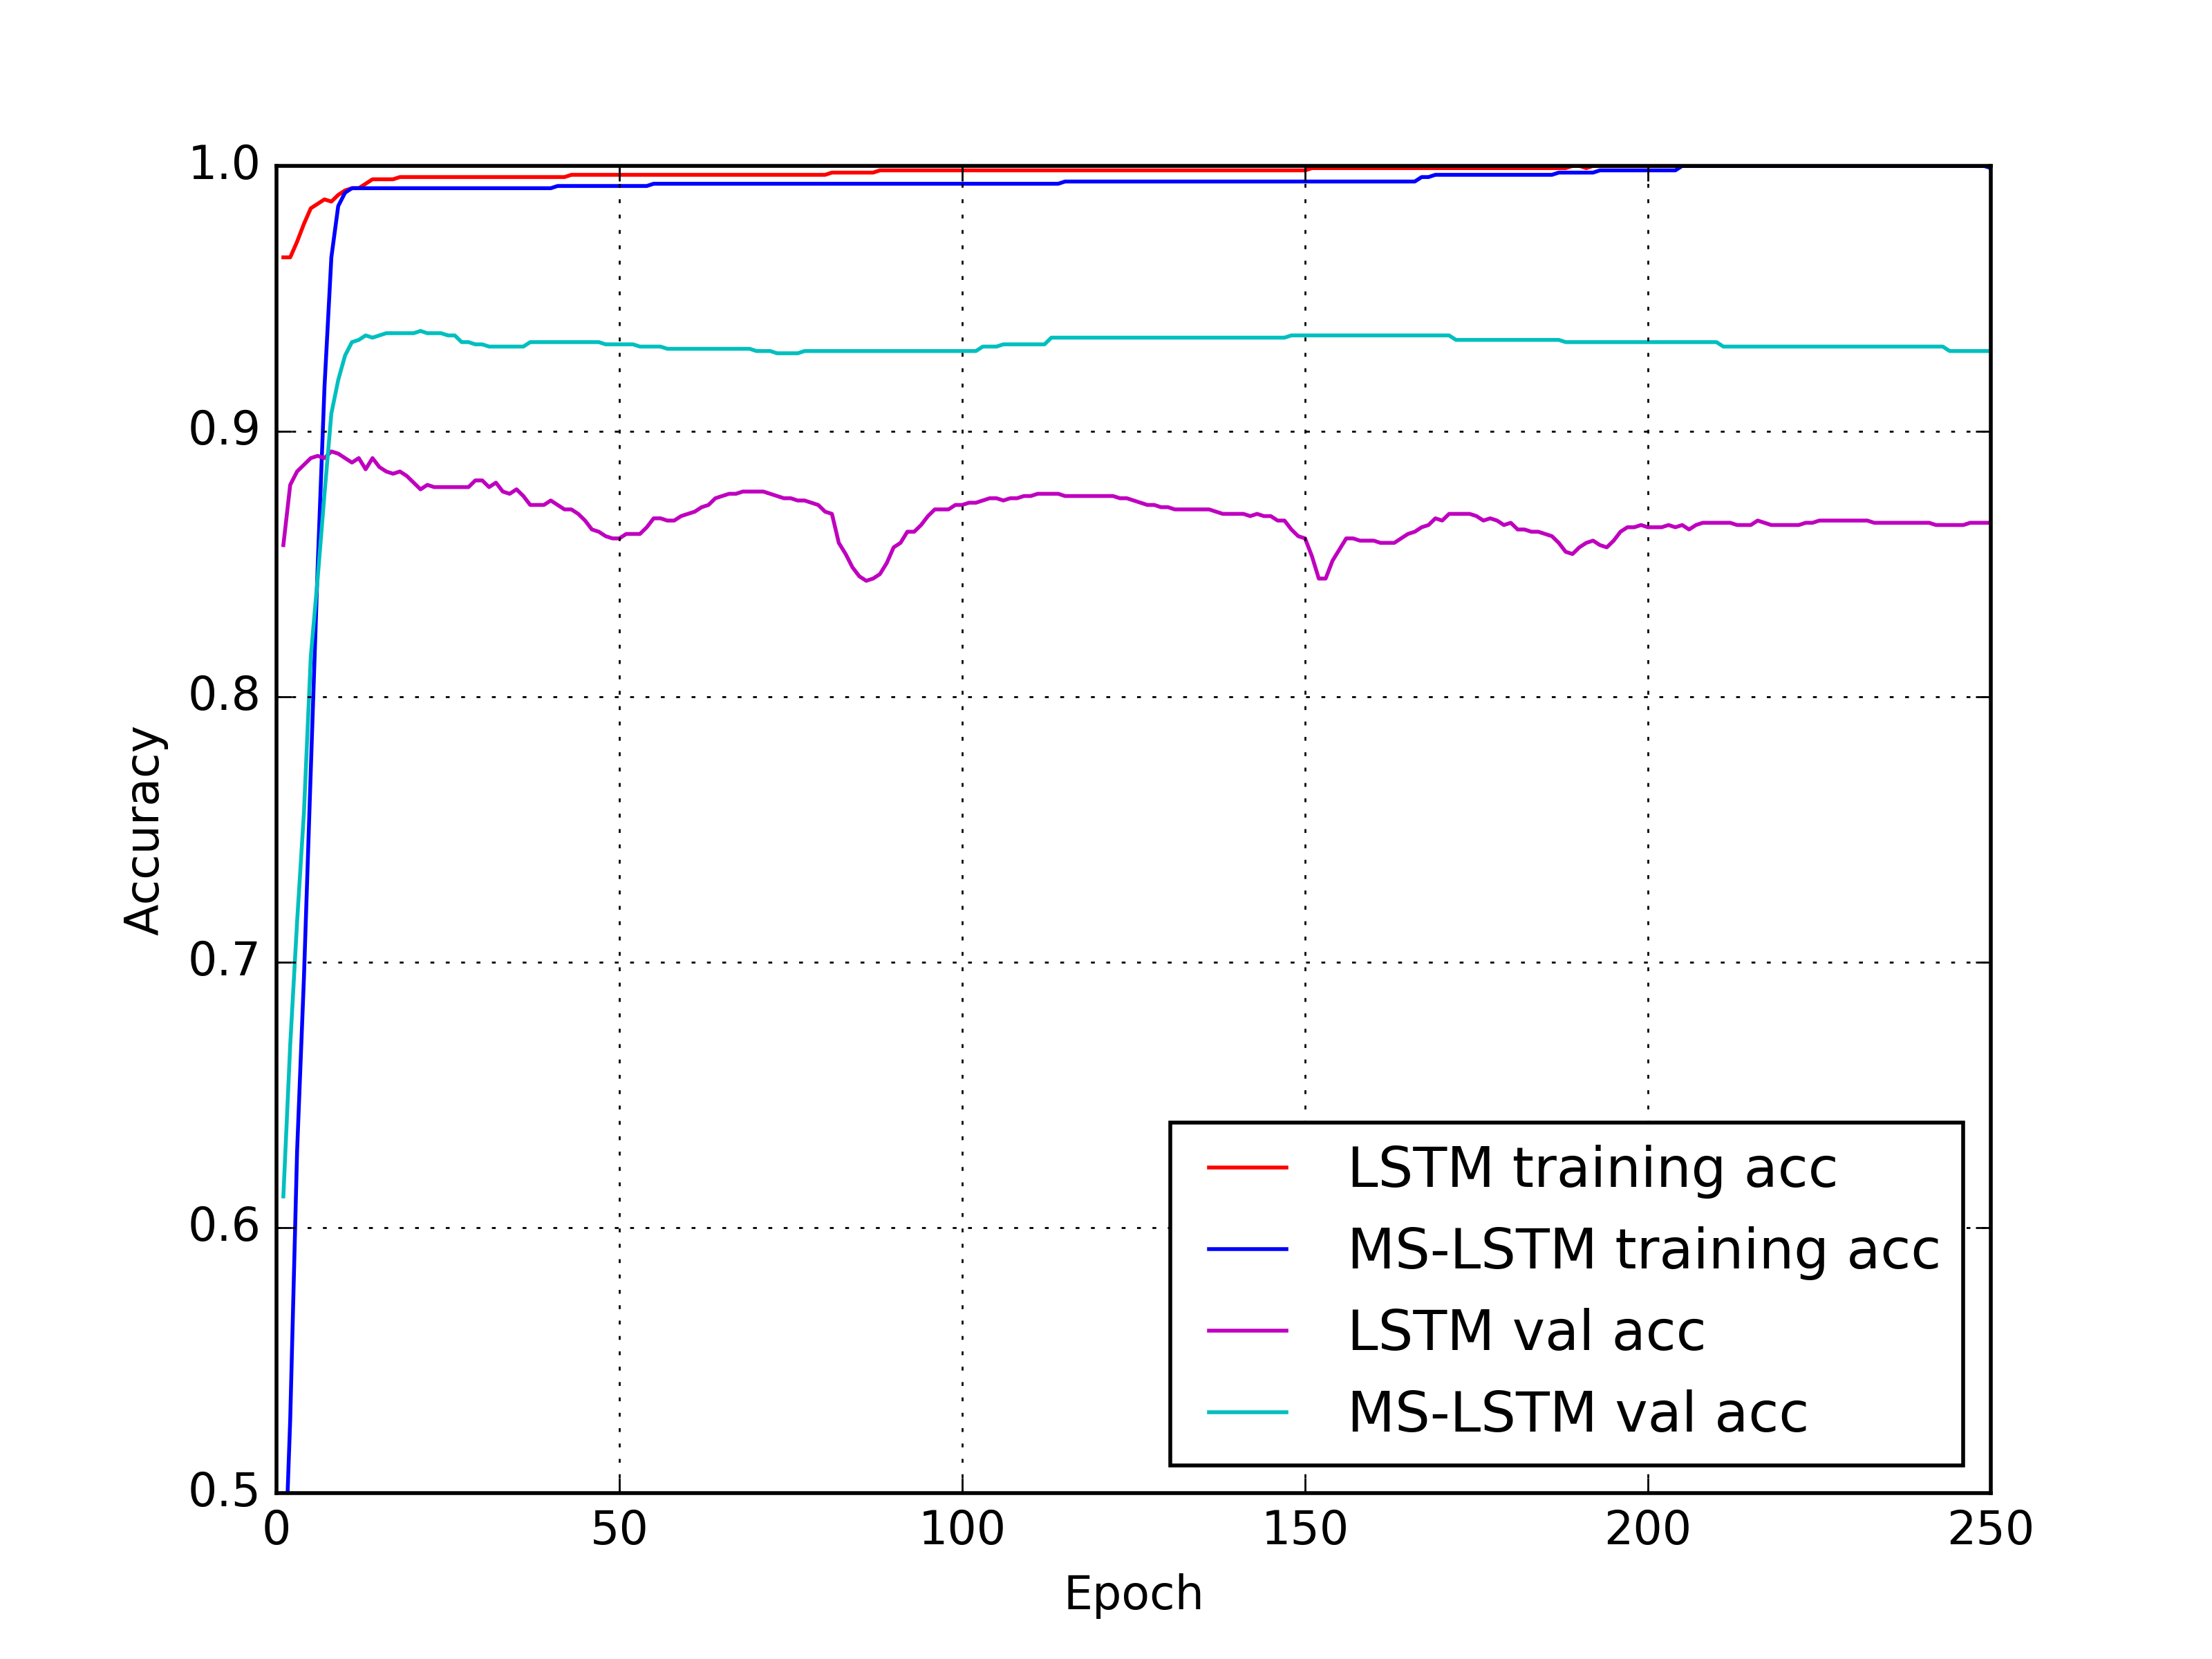 1.0
0.9
0.8
0.7
0.6
0.5
Accuracy
0 50 100 150 200 250
Epoch
LSTM training acc
MS-LSTM training acc
LSTM val acc
MS-LSTM val acc